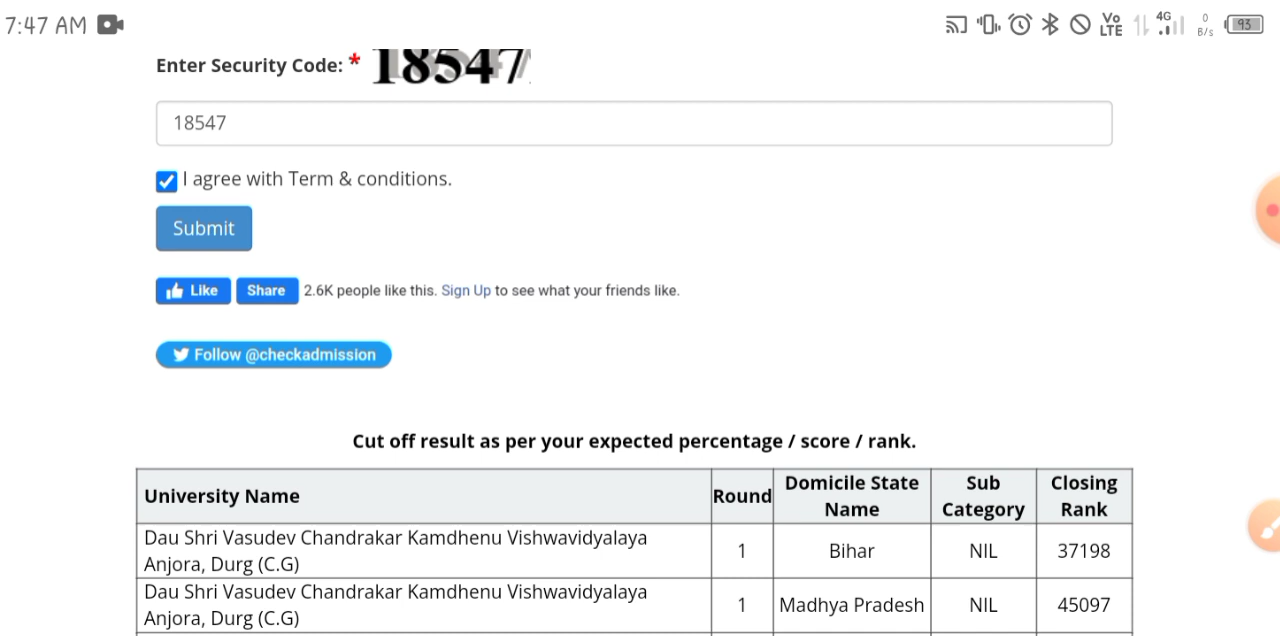 7:47 AM
Vo LTE 4G 0 B/s 93
Enter Security Code: * 18547
18547
I agree with Term & conditions.
Submit
Like Share 2.6K people like this. Sign Up to see what your friends like.
Follow @checkadmission
Cut off result as per your expected percentage / score / rank.
University Name Round Domicile State Name Sub Category Closing Rank
Dau Shri Vasudev Chandrakar Kamdhenu Vishwavidyalaya
Anjora, Durg (C.G) 1 Bihar NIL 37198
Dau Shri Vasudev Chandrakar Kamdhenu Vishwavidyalaya
Anjora, Durg (C.G) 1 Madhya Pradesh NIL 45097